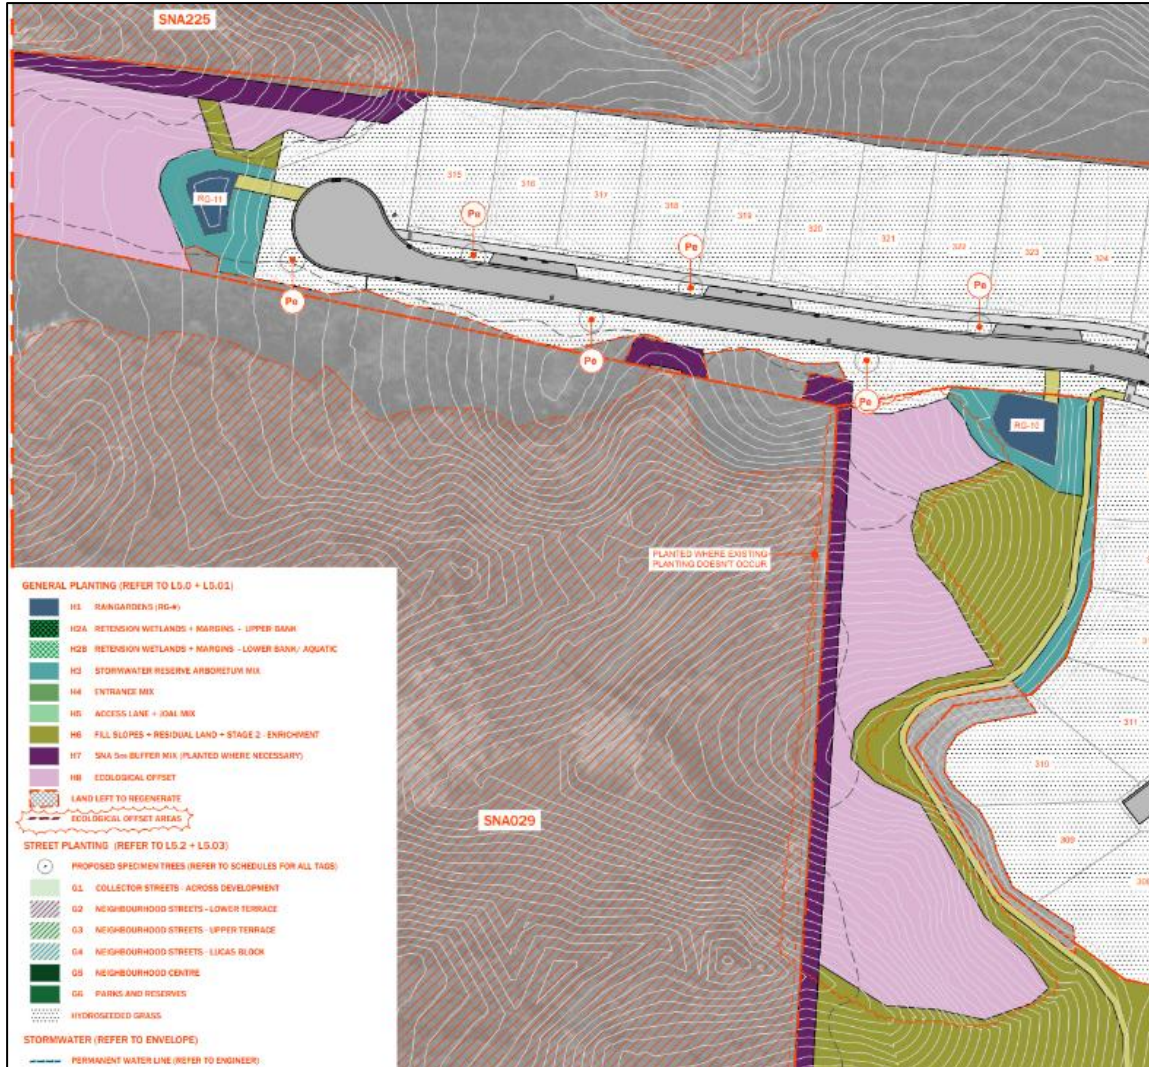 SNA225
RG-11
315
316
317
318
319
320
321
322
323
324
Pe
Pe
Pe
Pe
Pe
Pe
RG-10
PLANTED WHERE EXISTING
PLANTING DOESN'T OCCUR
311
310
309
308
SNA029
GENERAL PLANTING (REFER TO L5.0 + L5.01)
H1 RAINGARDENS (RG-#)
H2A RETENSION WETLANDS + MARGINS - UPPER BANK
H2B RETENSION WETLANDS + MARGINS - LOWER BANK/ AQUATIC
H3 STORMWATER RESERVE ARBORETUM MIX
H4 ENTRANCE MIX
H5 ACCESS LANE + JOAL MIX
H6 FILL SLOPES + RESIDUAL LAND + STAGE 2 - ENRICHMENT
H7 SNA 5m BUFFER MIX (PLANTED WHERE NECESSARY)
H8 ECOLOGICAL OFFSET
LAND LEFT TO REGENERATE
ECOLOGICAL OFFSET AREAS
STREET PLANTING (REFER TO L5.2 + L5.03)
PROPOSED SPECIMEN TREES (REFER TO SCHEDULES FOR ALL TAGS)
G1 COLLECTOR STREETS - ACROSS DEVELOPMENT
G2 NEIGHBOURHOOD STREETS - LOWER TERRACE
G3 NEIGHBOURHOOD STREETS - UPPER TERRACE
G4 NEIGHBOURHOOD STREETS - LUCAS BLOCK
G5 NEIGHBOURHOOD CENTRE
G6 PARKS AND RESERVES
HYDROSEEDED GRASS
STORMWATER (REFER TO ENVELOPE)
PERMANENT WATER LINE (REFER TO ENGINEER)